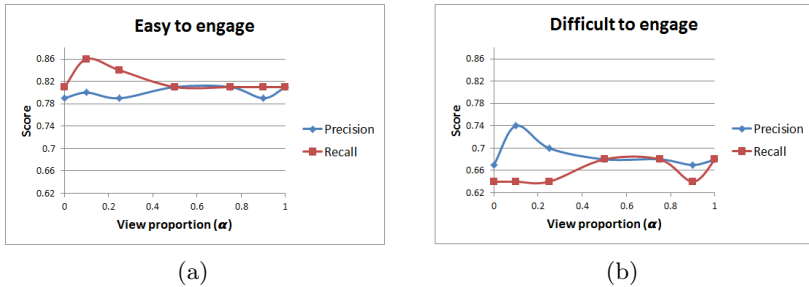 Easy to engage
0.86
0.82
0.78
0.74
0.7
0.66
0.62
Score
0 0.2 0.4 0.6 0.8 1
View proportion (α)
Precision
Recall
(a)
Difficult to engage
0.86
0.82
0.78
0.74
0.7
0.66
0.62
Score
0 0.2 0.4 0.6 0.8 1
View proportion (α)
Precision
Recall
(b)